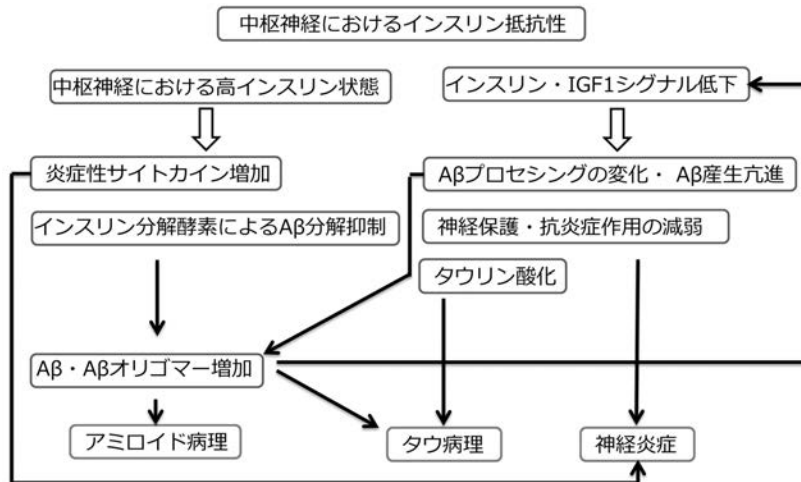 中枢神経におけるインスリン抵抗性
中枢神経における高インスリン状態
インスリン・IGF1シグナル低下
炎症性サイトカイン増加
Aβプロセシングの変化・ Aβ産生亢進
インスリン分解酵素によるAβ分解抑制
神経保護・抗炎症作用の減弱
タウリン酸化
Aβ・Aβオリゴマー増加
アミロイド病理
タウ病理
神経炎症